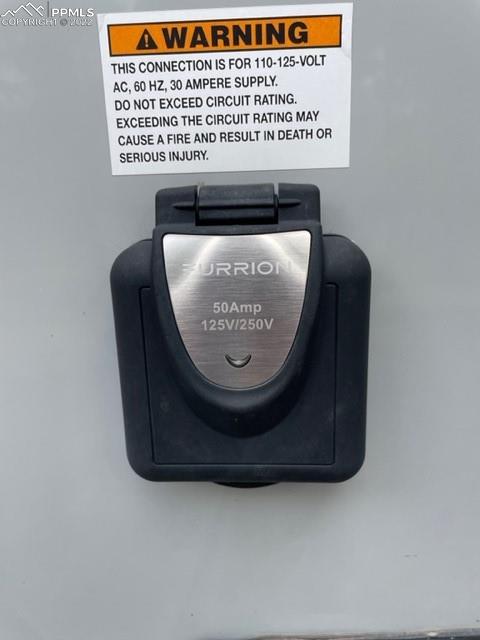 PPMLS
©COPYRIGHT 2022
WARNING
THIS CONNECTION IS FOR 110-125-VOLT
AC, 60 HZ, 30 AMPERE SUPPLY.
DO NOT EXCEED CIRCUIT RATING.
EXCEEDING THE CIRCUIT RATING MAY
CAUSE A FIRE AND RESULT IN DEATH OR
SERIOUS INJURY.
FURRION
50Amp
125V/250V